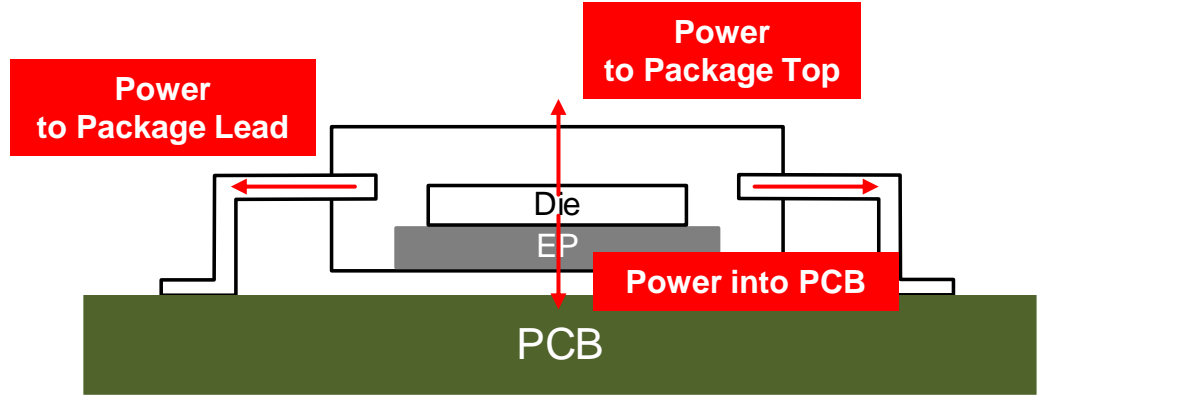 Power
to Package Top
Power
to Package Lead
Die
EP
Power into PCB
PCB